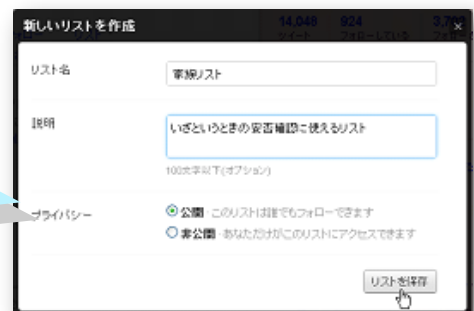 14,048 924 3,703
ツイート フォローしている フォロ
新しいリストを作成 ×
リスト名 家族リスト
説明 いざというときの安否確認に使えるリスト
100文字以下(オプション)
プライバシー ◉公開 このリストは誰でもフォローできます
○非公開 あなただけがこのリストにアクセスできます
リストを保存